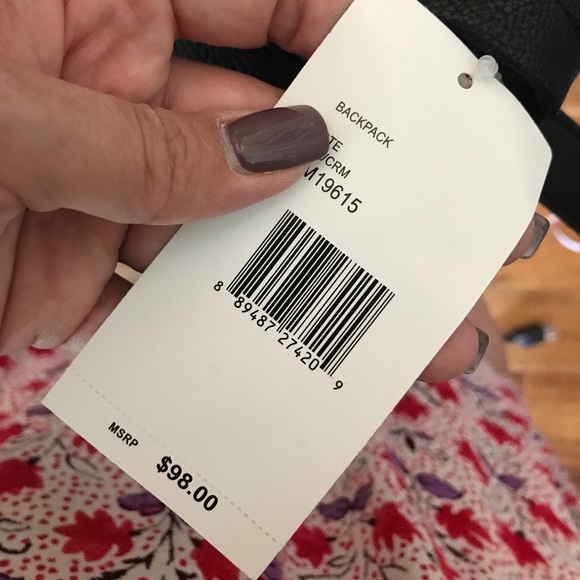 BACKPACK
TE
/CRM
M19615
8 89487 27420 9
MSRP
$98.00